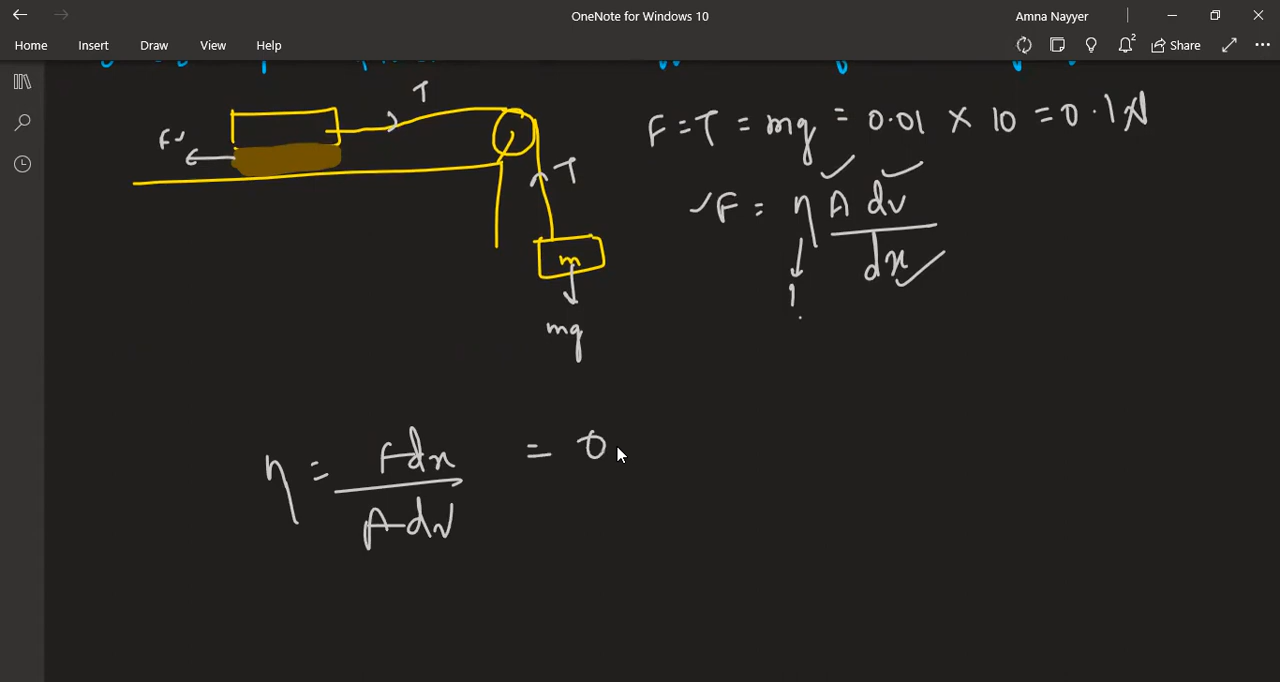 OneNote for Windows 10
Amna Nayyer
Home Insert Draw View Help
2
Share
T
F = T = mg = 0.01 × 10 = 0.1 N
F
T
F = η A dv
dx
m
mg
η = F dx = 0.
A dv